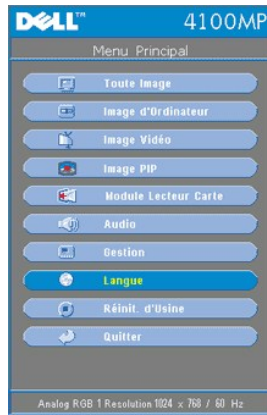 DELL™ 4100MP
Menu Principal
Toute Image
Image d'Ordinateur
Image Vidéo
Image PIP
Module Lecteur Carte
Audio
Gestion
Langue
Réinit. d'Usine
Quitter
Analog RGB 1 Resolution 1024 x 768 / 60 Hz